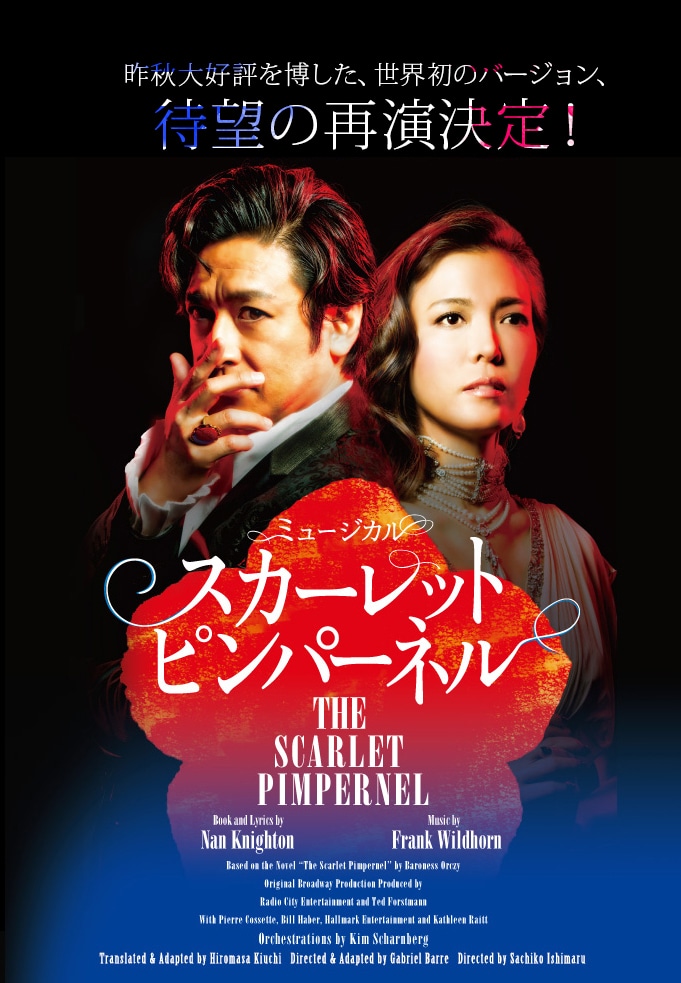 昨秋大好評を博した、世界初のバージョン、
待望の再演決定！
ミュージカル
スカーレット
ピンパーネル
THE
SCARLET
PIMPERNEL
Book and Lyrics by
Nan Knighton
Music by
Frank Wildhorn
Based on the Novel “The Scarlet Pimpernel” by Baroness Orczy
Original Broadway Production Produced by
Radio City Entertainment and Ted Forstmann
With Pierre Cossette, Bill Haber, Hallmark Entertainment and Kathleen Raitt
Orchestrations by Kim Scharnberg
Translated & Adapted by Hiromasa Kiuchi Directed & Adapted by Gabriel Barre Directed by Sachiko Ishimaru